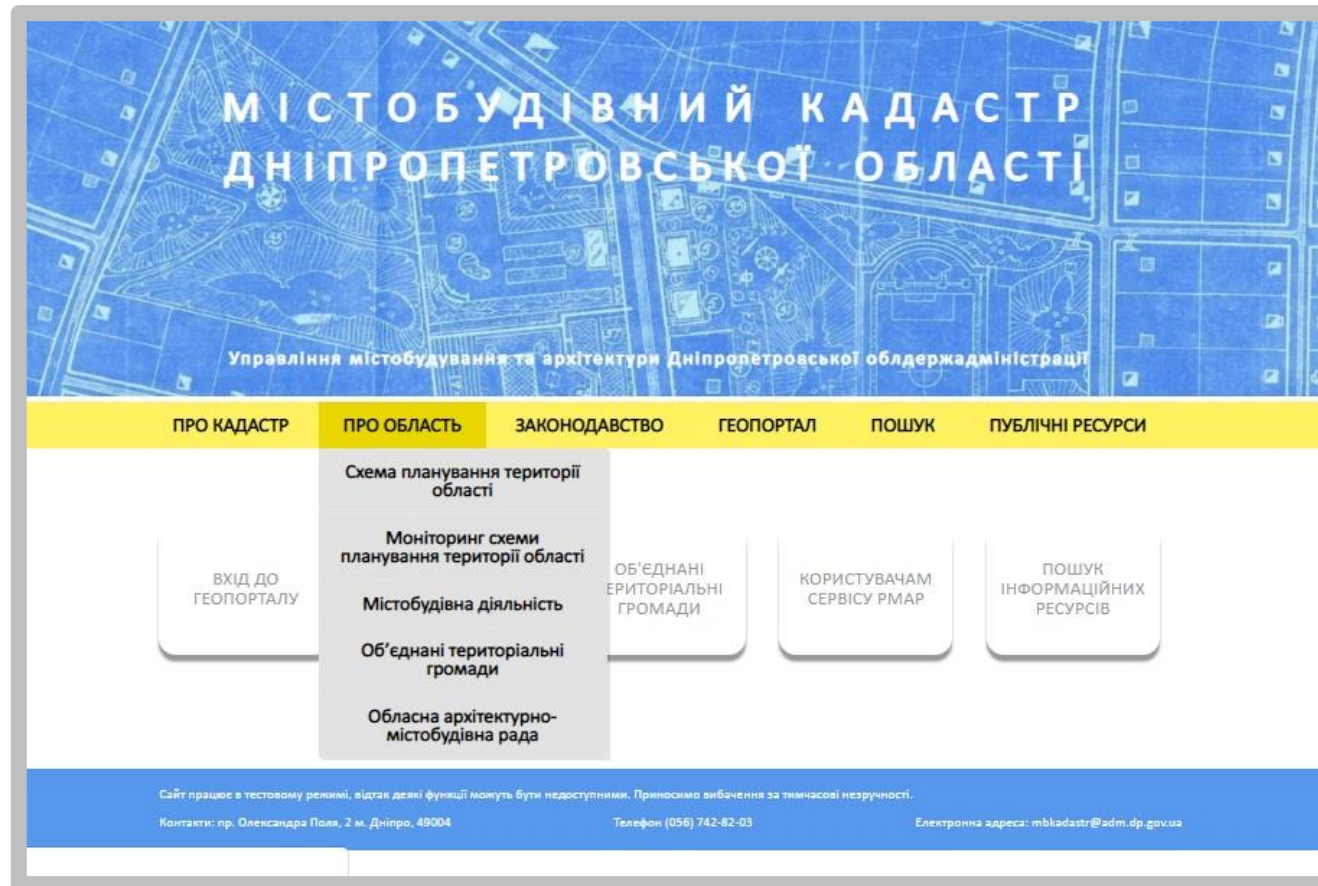 МІСТОБУДІВНИЙ КАДАСТР
ДНІПРОПЕТРОВСЬКОЇ ОБЛАСТІ
Управління містобудування та архітектури Дніпропетровської облдержадміністрації
ПРО КАДАСТР ПРО ОБЛАСТЬ ЗАКОНОДАВСТВО ГЕОПОРТАЛ ПОШУК ПУБЛІЧНІ РЕСУРСИ
Схема планування території
області
Моніторинг схеми
планування території області
Містобудівна діяльність
Об’єднані територіальні
громади
Обласна архітектурно-
містобудівна рада
ВХІД ДО
ГЕОПОРТАЛУ
ОБ'ЄДНАНІ
ЕРИТОРІАЛЬНІ
ГРОМАДИ
КОРИСТУВАЧАМ
СЕРВІСУ РМАР
ПОШУК
ІНФОРМАЦІЙНИХ
РЕСУРСІВ
Сайт працює в тестовому режимі, відтак деякі функції можуть бути недоступними. Приносимо вибачення за тимчасові незручності.
Контакти: пр. Олександра Поля, 2 м. Дніпро, 49004 Телефон (056) 742-82-03 Електронна адреса: mbkadastr@adm.dp.gov.ua